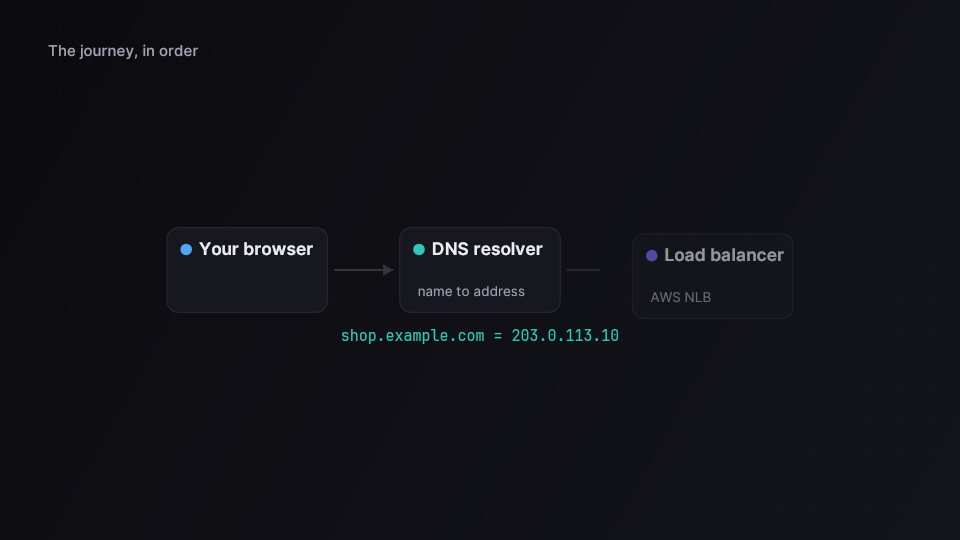 The journey, in order
Your browser
DNS resolver
name to address
Load balancer
AWS NLB
shop.example.com = 203.0.113.10